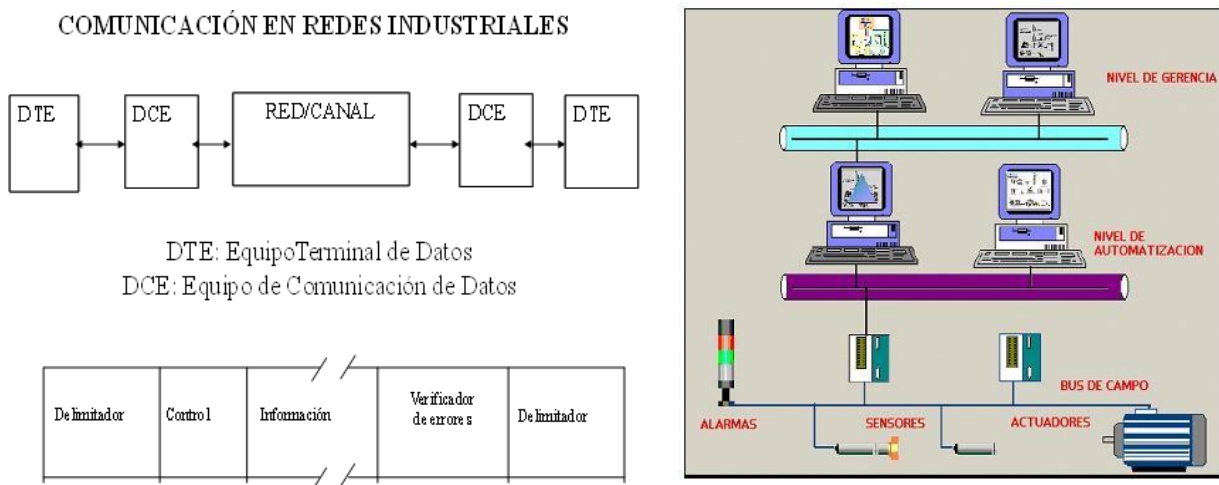 COMUNICACIÓN EN REDES INDUSTRIALES
DTE
DCE
RED/CANAL
DCE
DTE
DTE: EquipoTerminal de Datos
DCE: Equipo de Comunicación de Datos
Delimitador
Control
Información
Verificador
de errores
Delimitador
NIVEL DE GERENCIA
NIVEL DE
AUTOMATIZACION
BUS DE CAMPO
ALARMAS
SENSORES
ACTUADORES